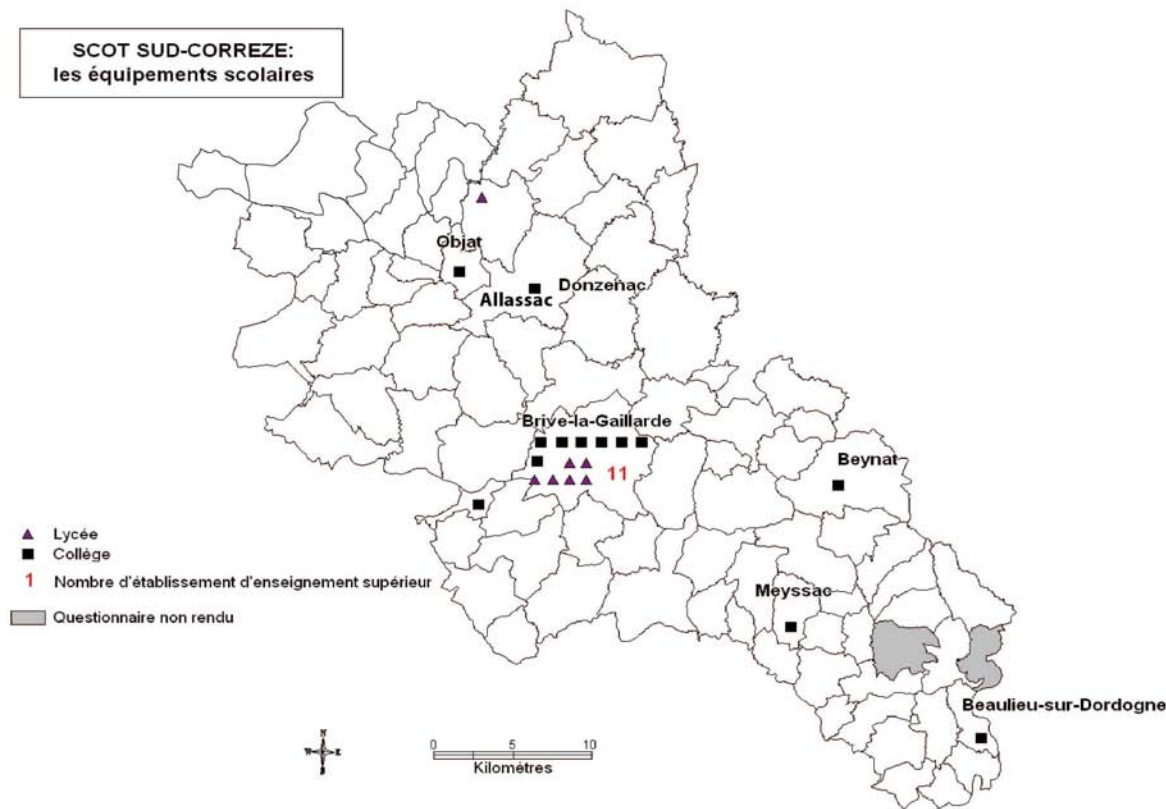 SCOT SUD-CORREZE:
les équipements scolaires
Objat
Donzenac
Allassac
Brive-la-Gaillarde
11
Beynat
Lycée
Collège
1 Nombre d'établissement d'enseignement supérieur
Questionnaire non rendu
Meyssac
Beaulieu-sur-Dordogne
N
W E
S
0 5 10
Kilomètres